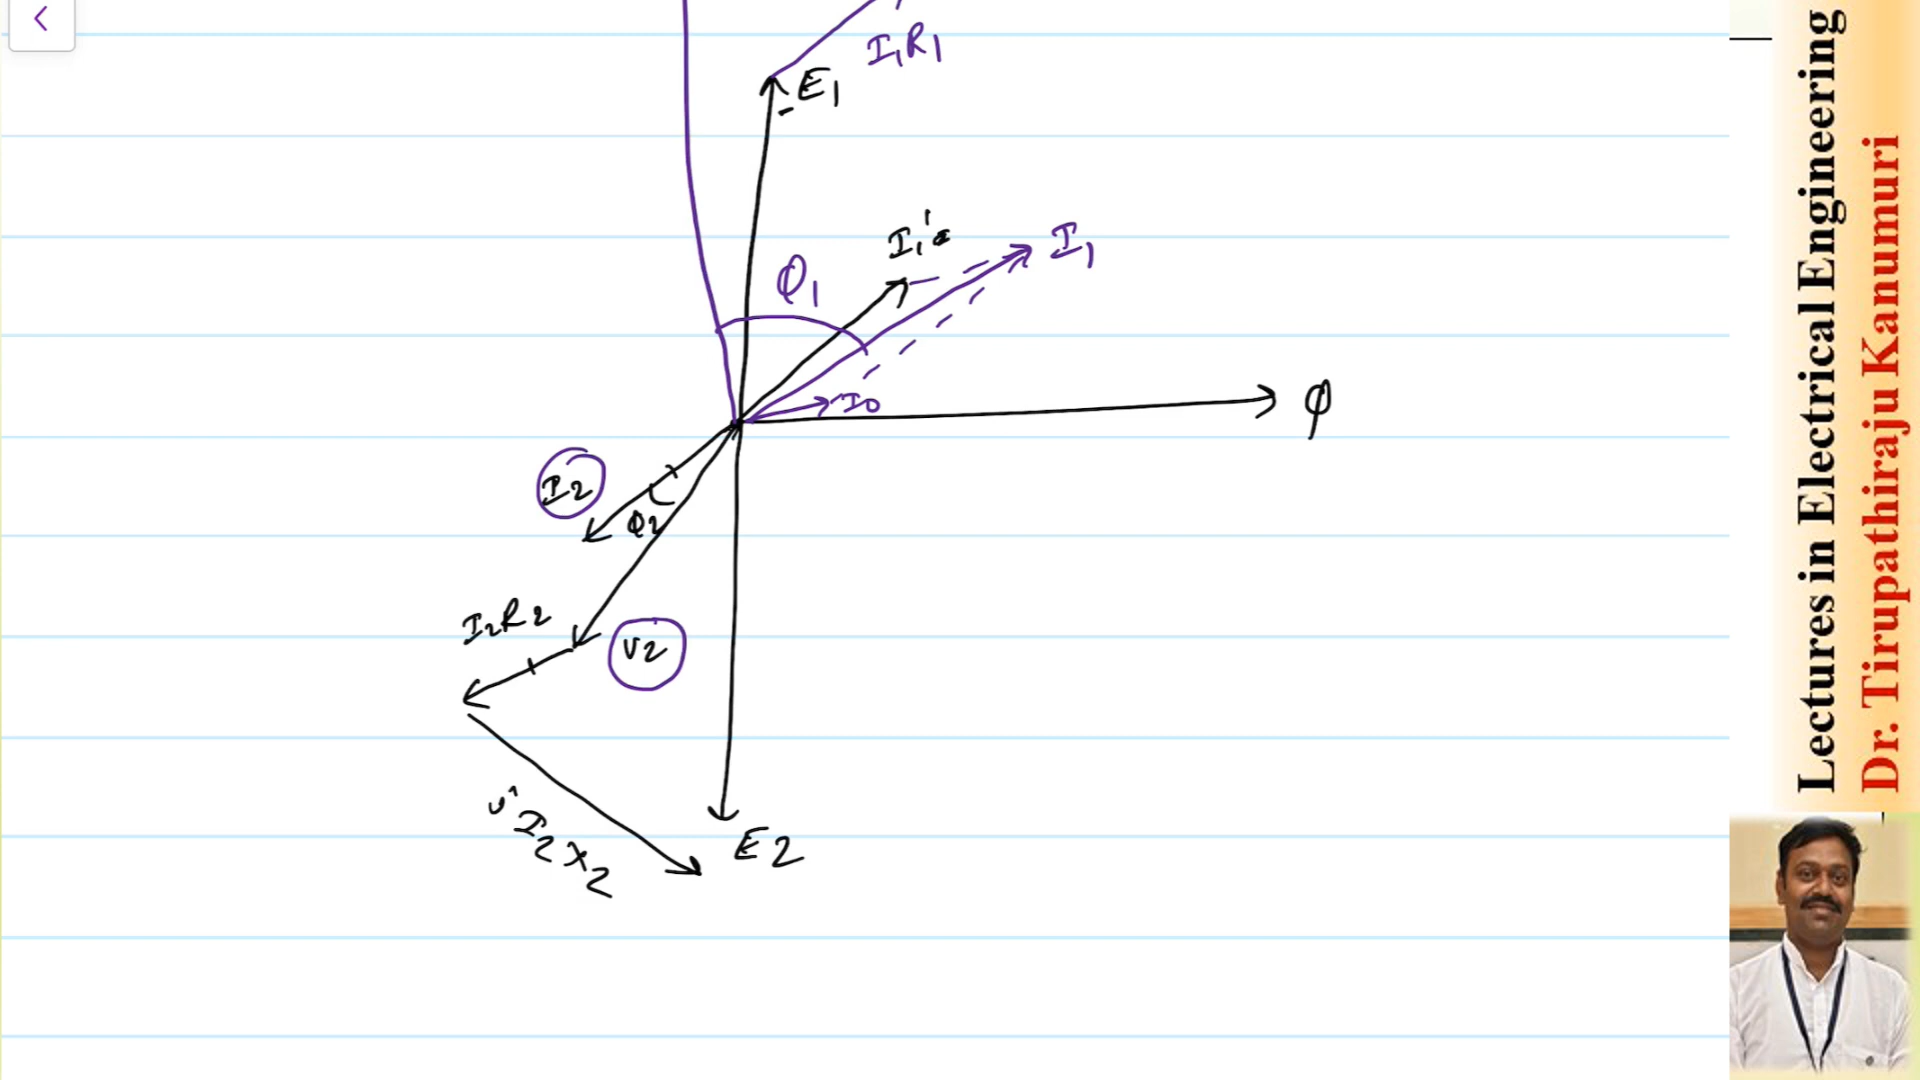 I₁R₁
-E₁
I₁'
I₁
Φ₁
I₀
ϕ
I₂
Φ₂
I₂R₂
V₂
jI₂X₂
E₂
Lectures in Electrical Engineering
Dr. Tirupathiraju Kanumuri